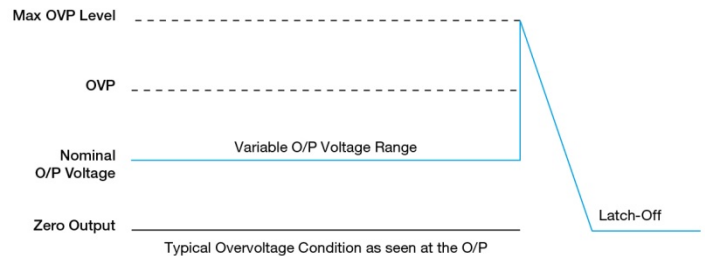 Max OVP Level
OVP
Variable O/P Voltage Range
Nominal
O/P Voltage
Zero Output
Latch-Off
Typical Overvoltage Condition as seen at the O/P